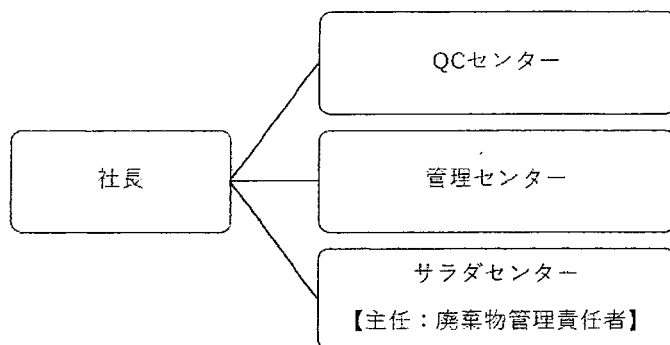 QCセンター
社長
管理センター
サラダセンター
【主任：廃棄物管理責任者】